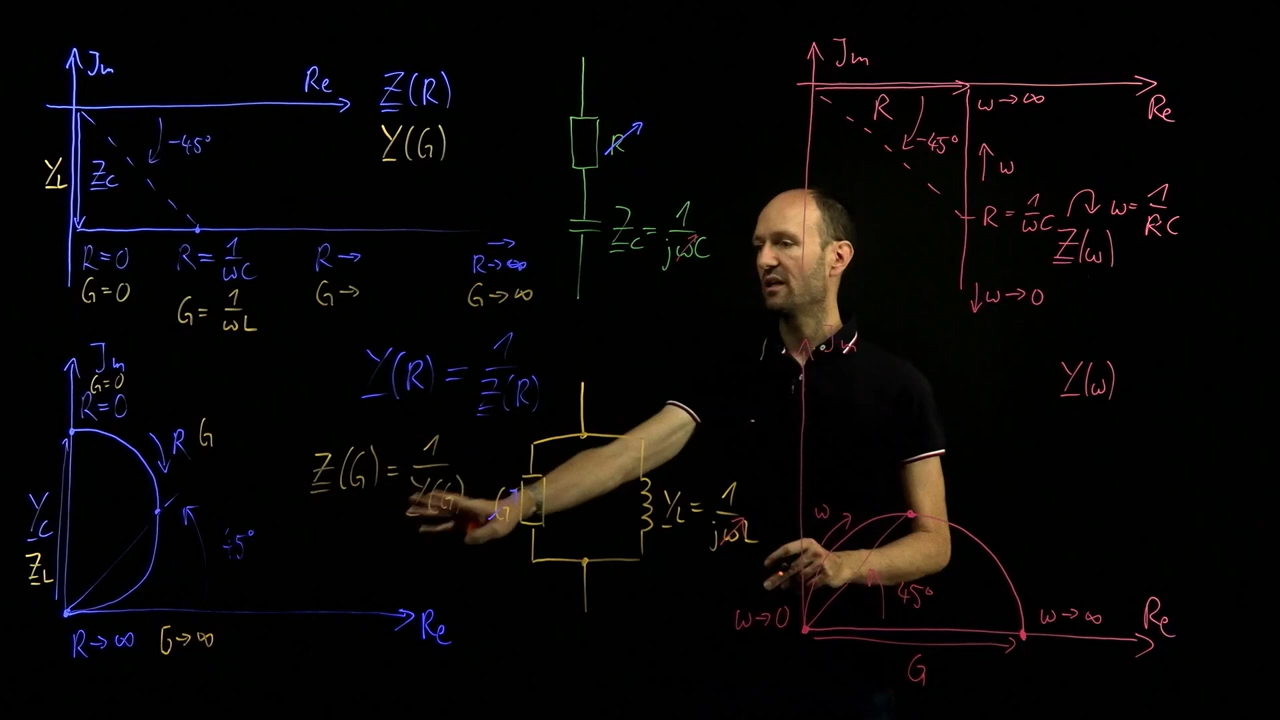 Jm
Re
Z(R)
Y(G)
-45°
Y_L
Z_C
R=0
G=0
R=1/ωC
G=1/ωL
R→
G→
R→∞
G→∞
R
Z_C=1/jωC
Jm
Re
R
ω→∞
-45°
↑ω
R=1/ωC
ω=1/RC
Z(ω)
↓ω→0
Jm
G=0
R=0
R G
Y_C
Z_L
45°
R→∞ G→∞
Re
Y(R)=1/Z(R)
Z(G)=1/Y(G)
G
Y_L=1/jωL
Jm
Y(ω)
ω
45°
ω→0
ω→∞
Re
G